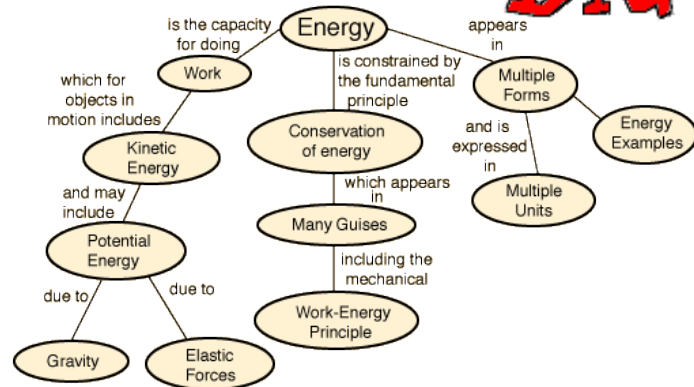 Energy
is the capacity
for doing
appears
in
Work
is constrained by
the fundamental
principle
Multiple
Forms
which for
objects in
motion includes
Conservation
of energy
and is
expressed
in
Energy
Examples
Kinetic
Energy
which appears
in
Multiple
Units
and may
include
Many Guises
Potential
Energy
including the
mechanical
due to
due to
Work-Energy
Principle
Gravity
Elastic
Forces